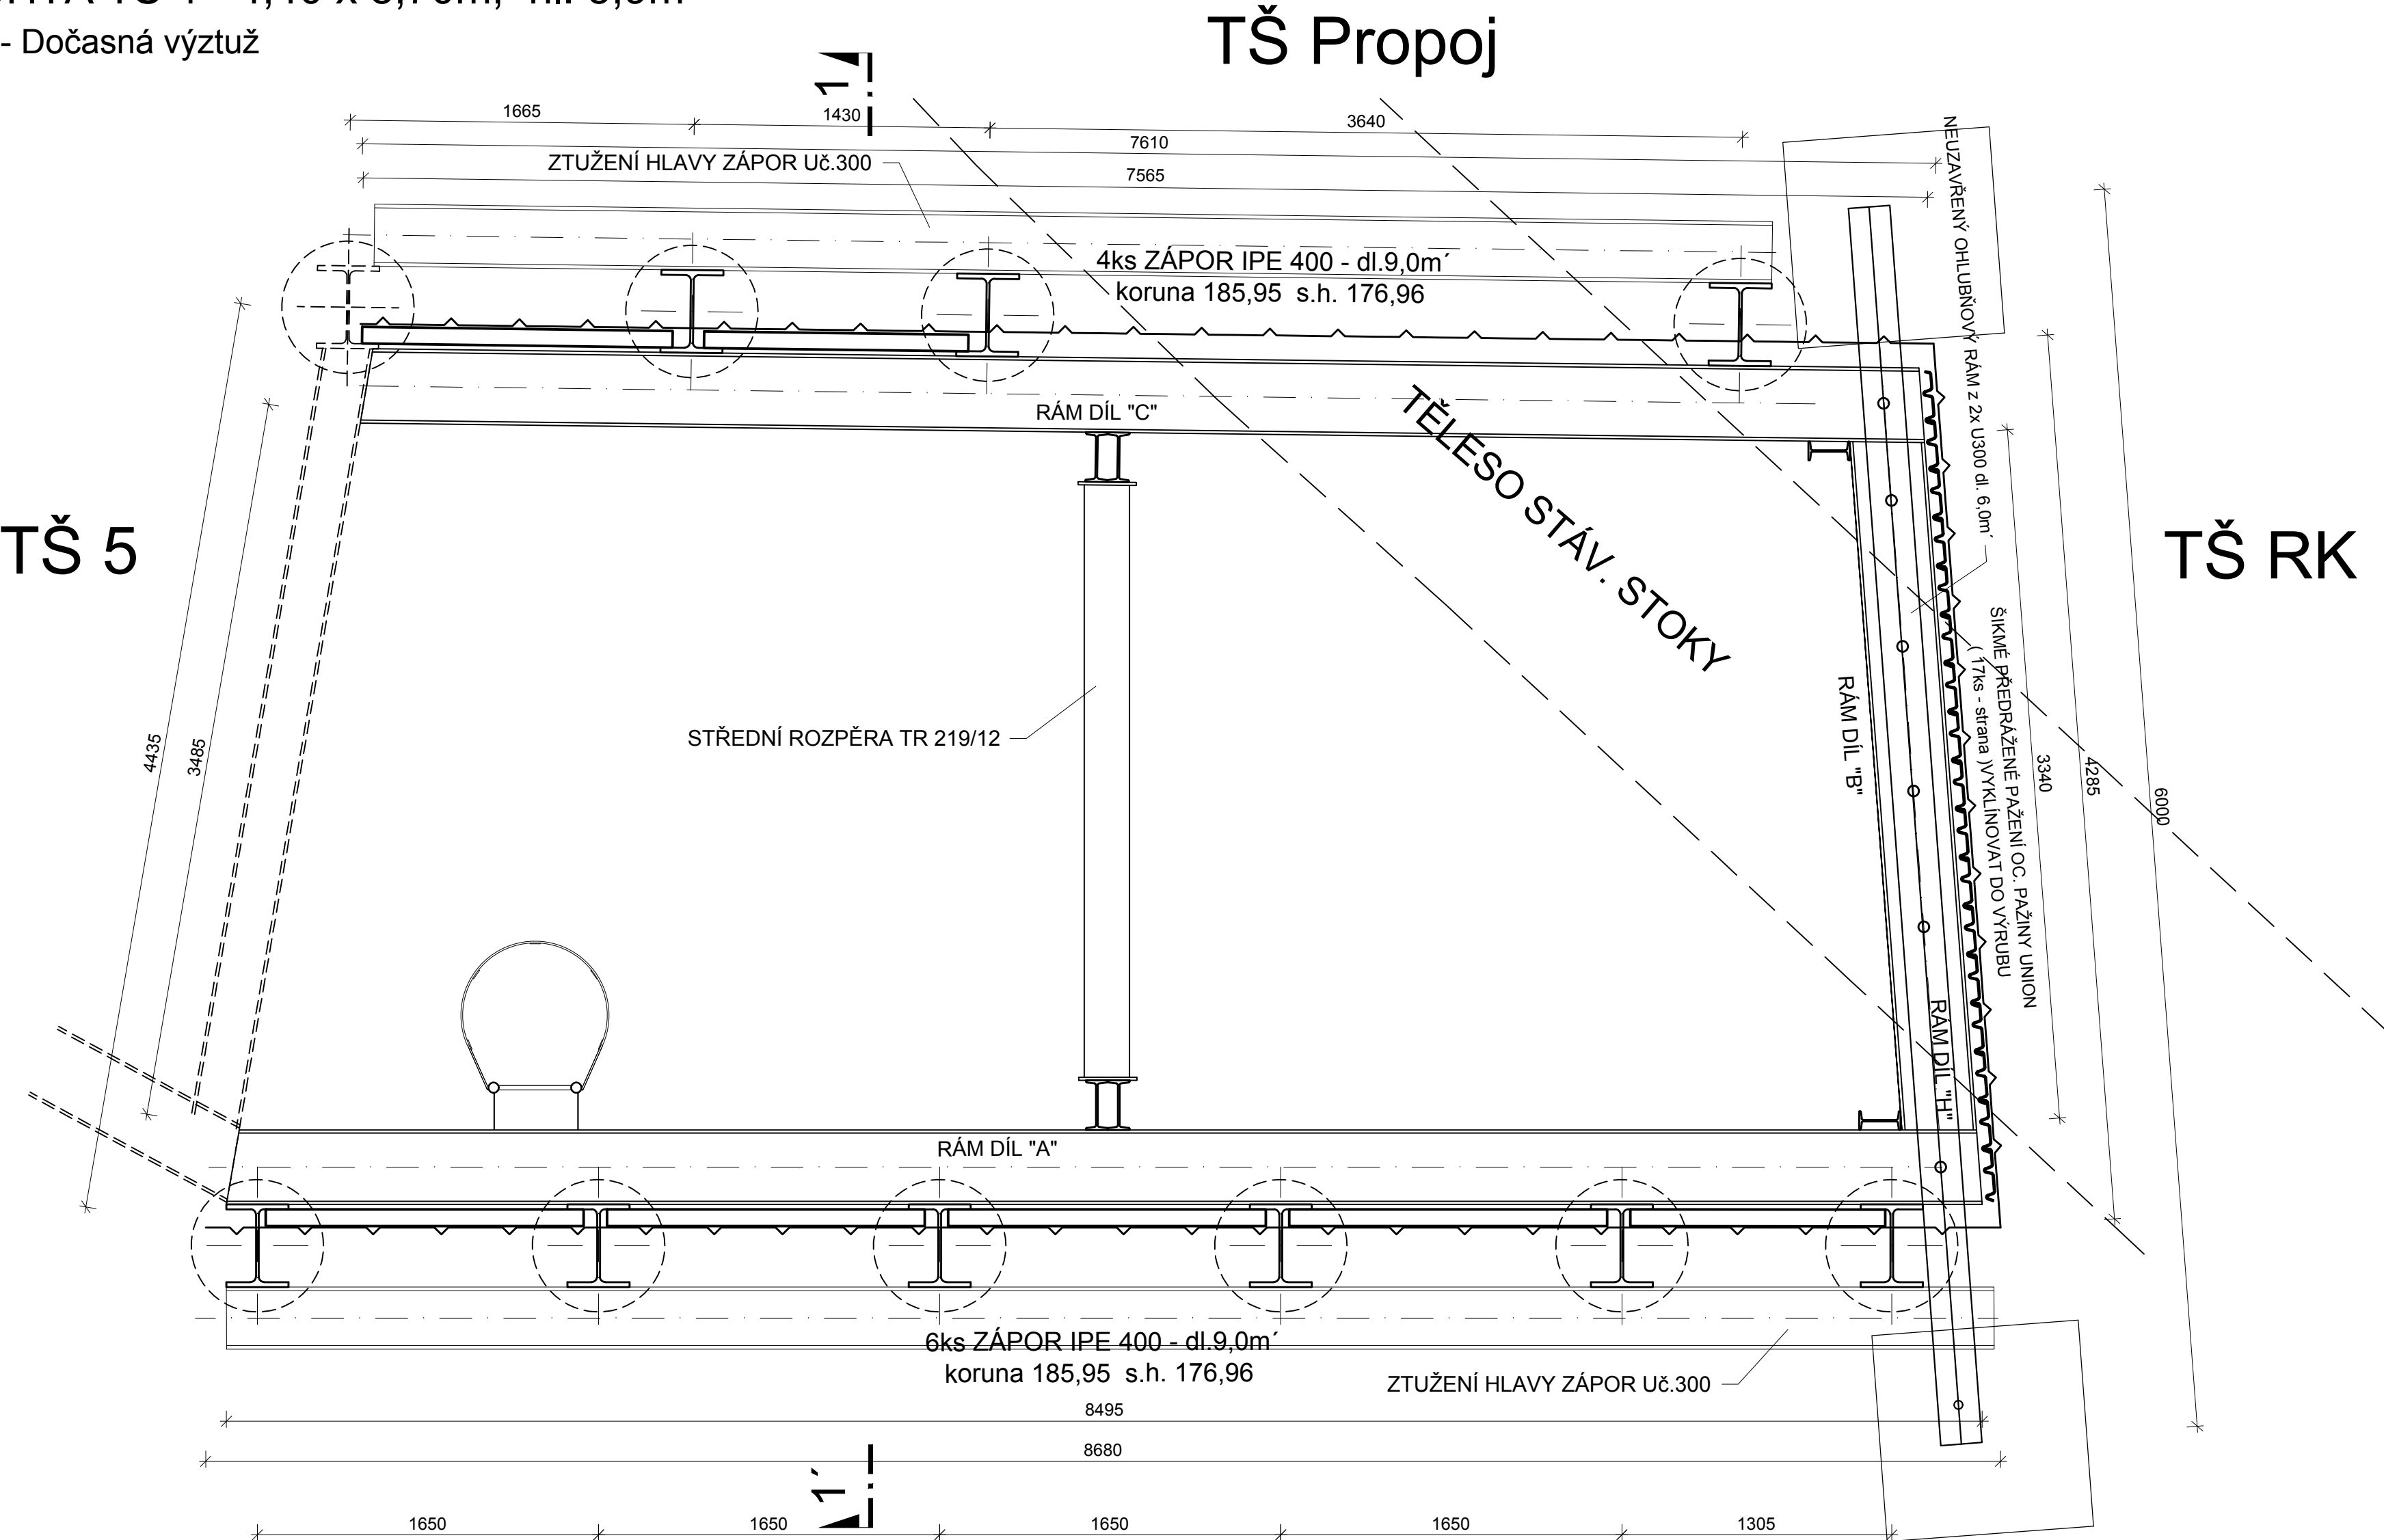 - Dočasná výztuž
TŠ Propoj
1
1665
1430
3640
7610
ZTUŽENÍ HLAVY ZÁPOR Uč.300
7565
NEUZAVŘENÝ OHLUBŇOVÝ RÁM z 2x U300 dl. 6,0m´
4ks ZÁPOR IPE 400 - dl.9,0m´
koruna 185,95 s.h. 176,96
RÁM DÍL "C"
TĚLESO STÁV. STOKY
TŠ 5
TŠ RK
ŠIKMÉ PŘEDRÁŽENÉ PAŽENÍ OC. PAŽINY UNION
( 17ks - strana )VYKLÍNOVAT DO VÝRUBU
RÁM DÍL "B"
STŘEDNÍ ROZPĚRA TR 219/12
4435
3485
3340
4285
6000
RÁM DÍL "H"
RÁM DÍL "A"
6ks ZÁPOR IPE 400 - dl.9,0m´
koruna 185,95 s.h. 176,96
ZTUŽENÍ HLAVY ZÁPOR Uč.300
8495
8680
1´
1650
1650
1650
1650
1305